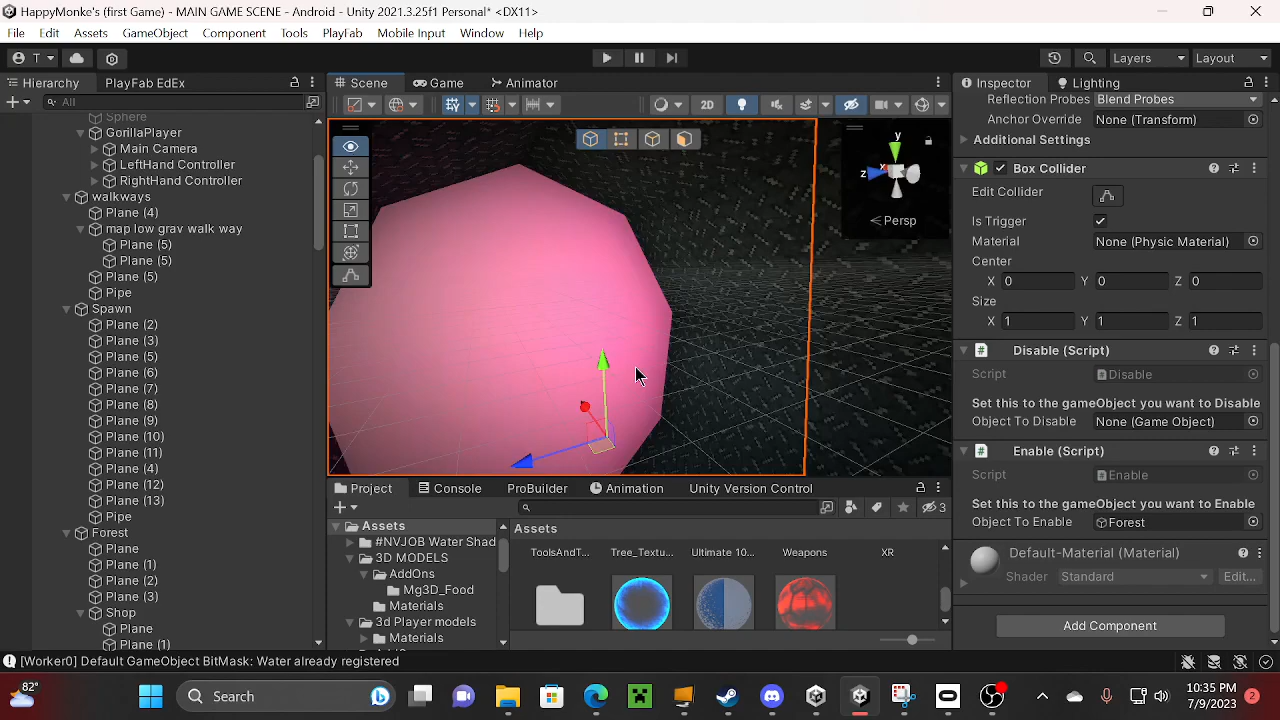 HappyMonke's (first Game) - MAIN GAME SCENE - Android - Unity 2021.3.25f1 Personal* <DX11>
File Edit Assets GameObject Component Tools PlayFab Mobile Input Window Help
T Layers Layout
Hierarchy PlayFab EdEx
All
Sphere
GorillaPlayer
Main Camera
LeftHand Controller
RightHand Controller
walkways
Plane (4)
map low grav walk way
Plane (5)
Plane (5)
Plane (5)
Pipe
Spawn
Plane (2)
Plane (3)
Plane (5)
Plane (6)
Plane (7)
Plane (8)
Plane (9)
Plane (10)
Plane (11)
Plane (4)
Plane (12)
Plane (13)
Pipe
Forest
Plane
Plane (1)
Plane (2)
Plane (3)
Shop
Plane
Plane (1)
Scene Game Animator
2D
y
x
z
Persp
Project Console ProBuilder Animation Unity Version Control
3
Assets
#NVJOB Water Shad
3D MODELS
AddOns
Mg3D_Food
Materials
3d Player models
Materials
Assets
ToolsAndT... Tree_Textu... Ultimate 10... Weapons XR
Inspector Lighting
Reflection Probes Blend Probes
Anchor Override None (Transform)
Additional Settings
Box Collider
Edit Collider
Is Trigger
Material None (Physic Material)
Center
X 0 Y 0 Z 0
Size
X 1 Y 1 Z 1
# Disable (Script)
Script Disable
Set this to the gameObject you want to Disable
Object To Disable None (Game Object)
# Enable (Script)
Script Enable
Set this to the gameObject you want to Enable
Object To Enable Forest
Default-Material (Material)
Shader Standard Edit...
Add Component
[Worker0] Default GameObject BitMask: Water already registered
82°
Search
10:35 PM
7/9/2023
2